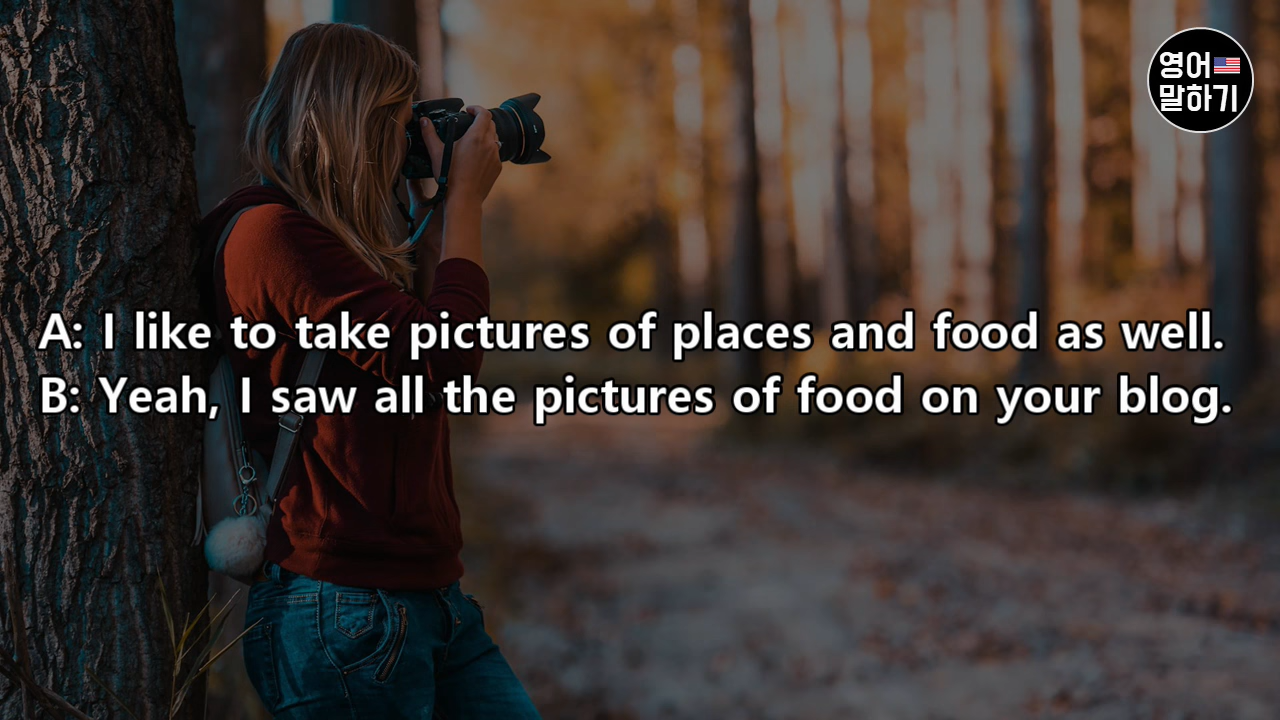 영어
말하기
A: I like to take pictures of places and food as well.
B: Yeah, I saw all the pictures of food on your blog.